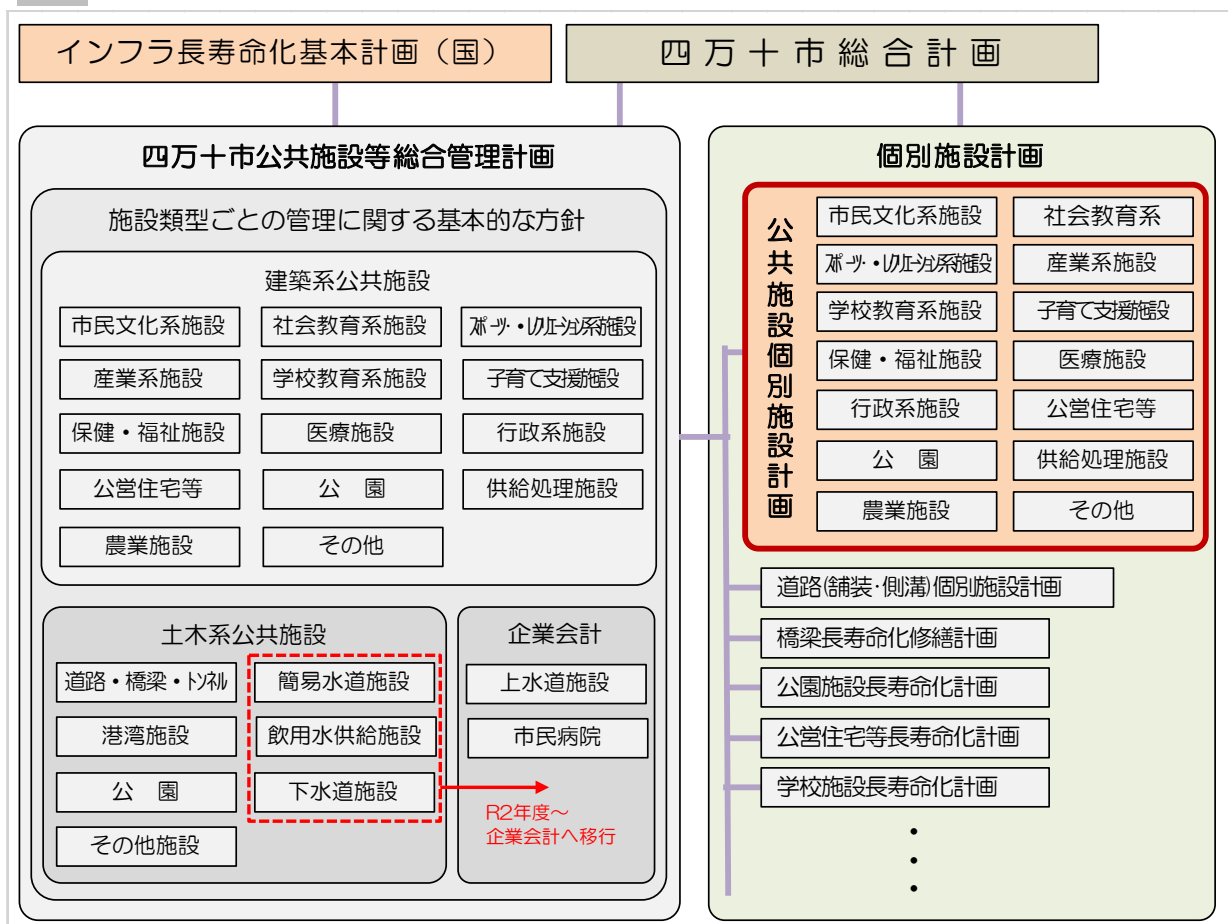 インフラ長寿命化基本計画（国）
四万十市総合計画
四万十市公共施設等総合管理計画
施設類型ごとの管理に関する基本的な方針
建築系公共施設
市民文化系施設
社会教育系施設
スポーツ・レクリエーション系施設
産業系施設
学校教育系施設
子育て支援施設
保健・福祉施設
医療施設
行政系施設
公営住宅等
公　園
供給処理施設
農業施設
その他
土木系公共施設
道路・橋梁・トンネル
簡易水道施設
港湾施設
飲用水供給施設
公　園
下水道施設
その他施設
企業会計
上水道施設
市民病院
R2年度～
企業会計へ移行
個別施設計画
公共施設個別施設計画
市民文化系施設
社会教育系
スポーツ・レクリエーション系施設
産業系施設
学校教育系施設
子育て支援施設
保健・福祉施設
医療施設
行政系施設
公営住宅等
公　園
供給処理施設
農業施設
その他
道路(舗装･側溝)個別施設計画
橋梁長寿命化修繕計画
公園施設長寿命化計画
公営住宅等長寿命化計画
学校施設長寿命化計画
・
・
・